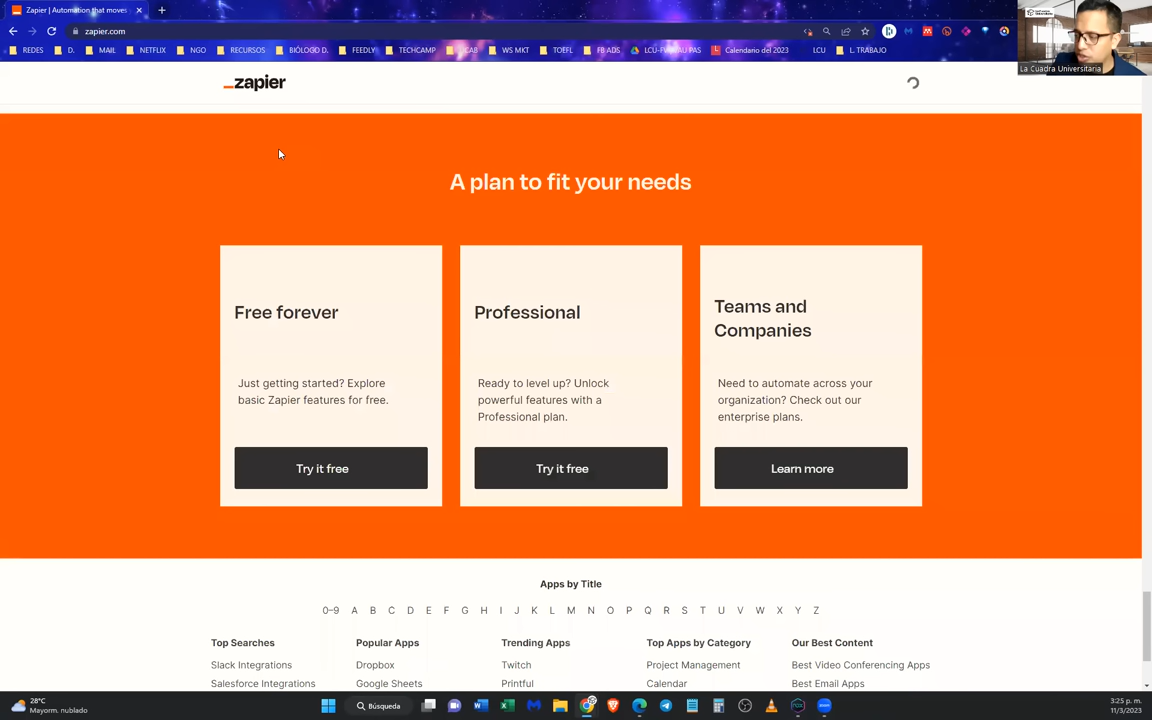 Zapier | Automation that moves
zapier.com
REDES
D.
MAIL
NETFLIX
NGO
RECURSOS
BIÓLOGO D.
FEEDLY
TECHCAMP
CAB
WS MKT
TOEFL
FB ADS
LCU-FWI/AU PAS
Calendario del 2023
LCU
L. TRABAJO
La Cuadra Universitaria
zapier
A plan to fit your needs
Free forever
Just getting started? Explore
basic Zapier features for free.
Try it free
Professional
Ready to level up? Unlock
powerful features with a
Professional plan.
Try it free
Teams and
Companies
Need to automate across your
organization? Check out our
enterprise plans.
Learn more
Apps by Title
0-9 A B C D E F G H I J K L M N O P Q R S T U V W X Y Z
Top Searches
Slack Integrations
Salesforce Integrations
Popular Apps
Dropbox
Google Sheets
Trending Apps
Twitch
Printful
Top Apps by Category
Project Management
Calendar
Our Best Content
Best Video Conferencing Apps
Best Email Apps
28°C
Mayorm. nublado
Búsqueda
3:25 p. m.
11/3/2023